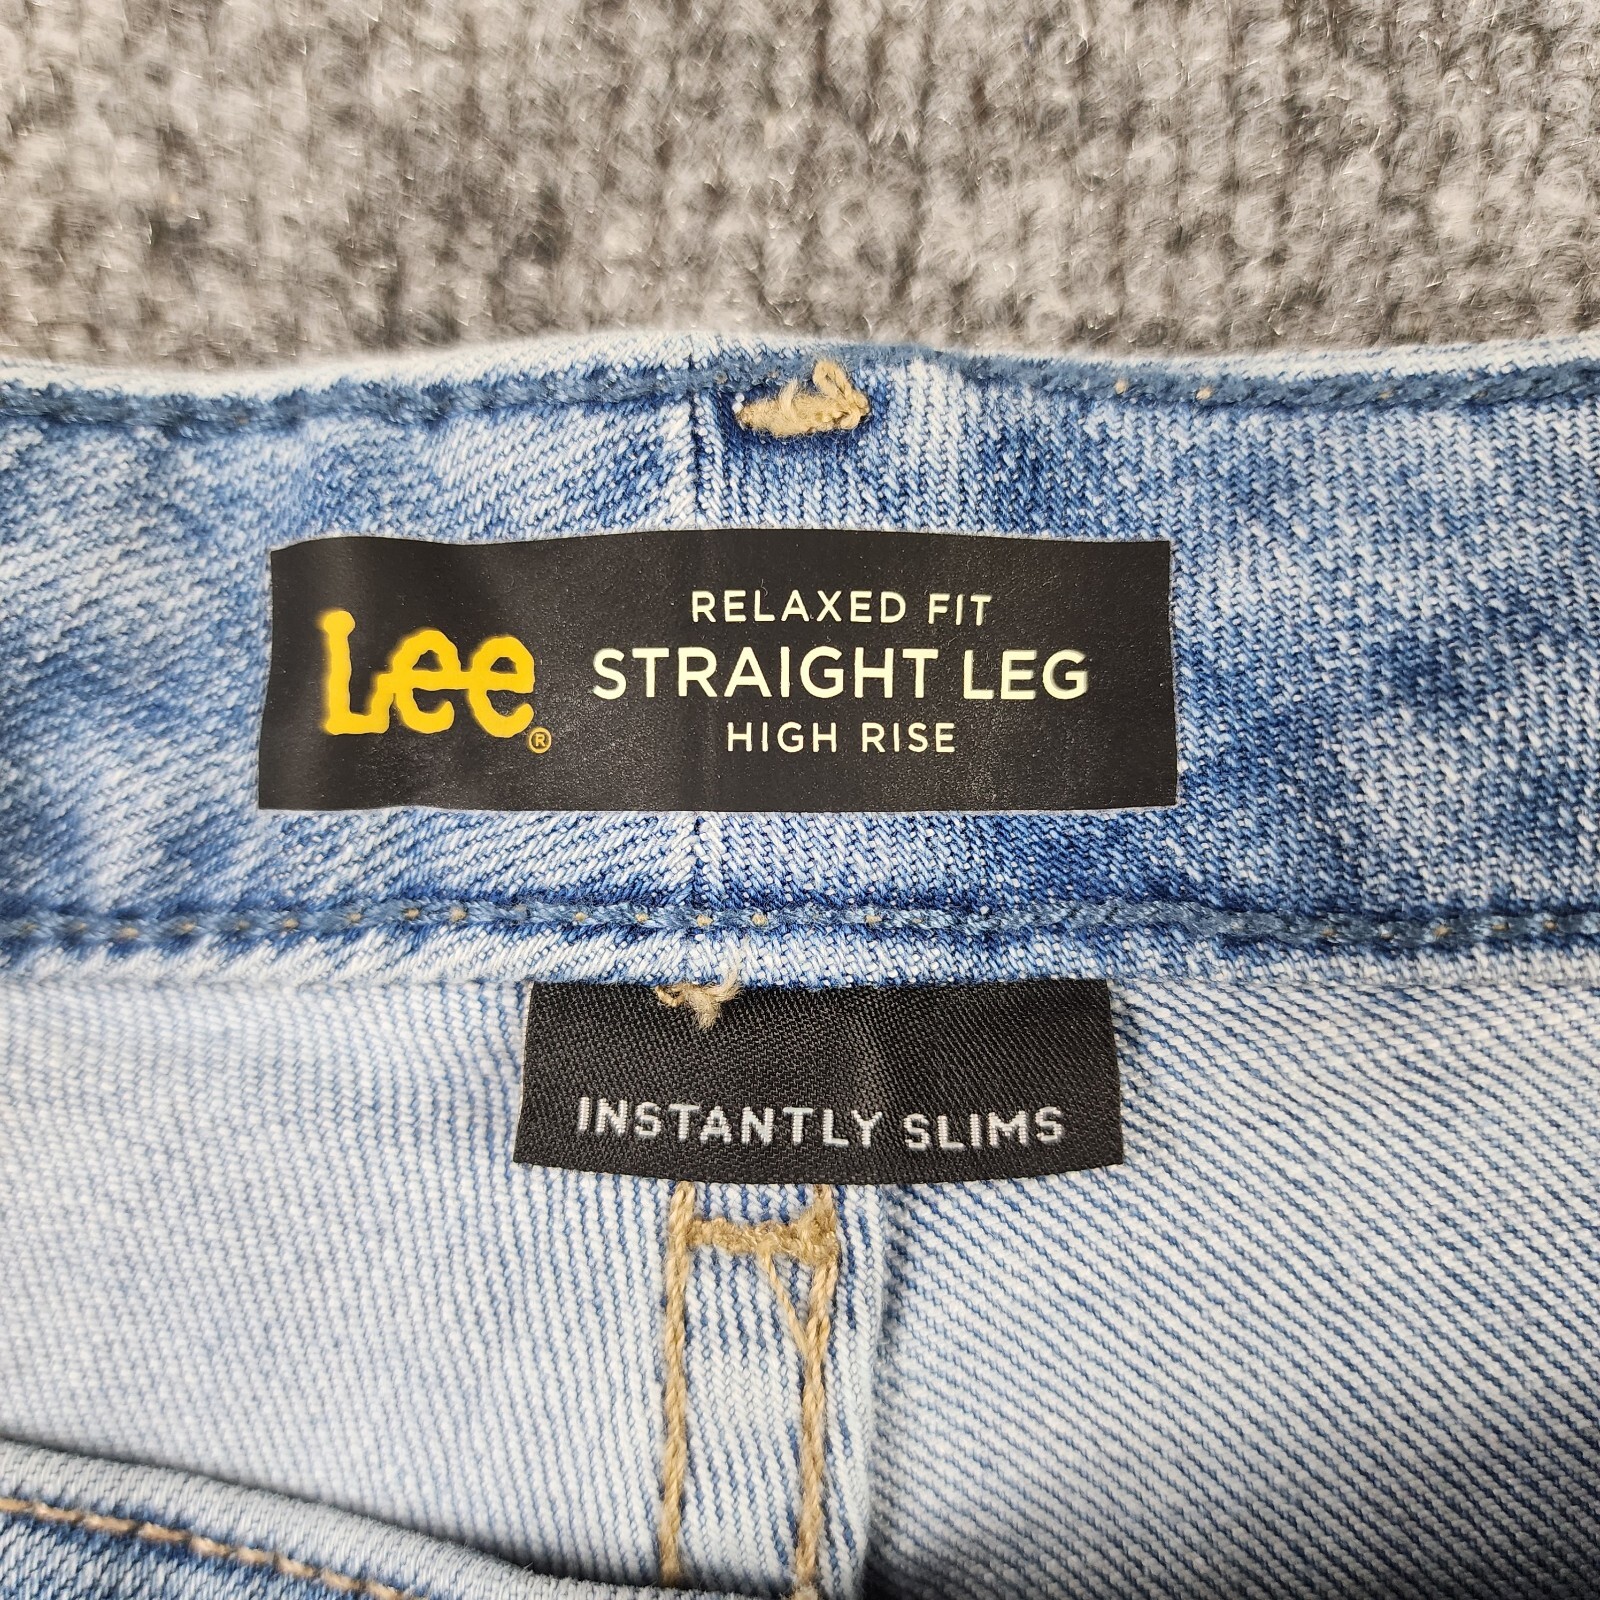 Lee®
RELAXED FIT
STRAIGHT LEG
HIGH RISE
INSTANTLY SLIMS